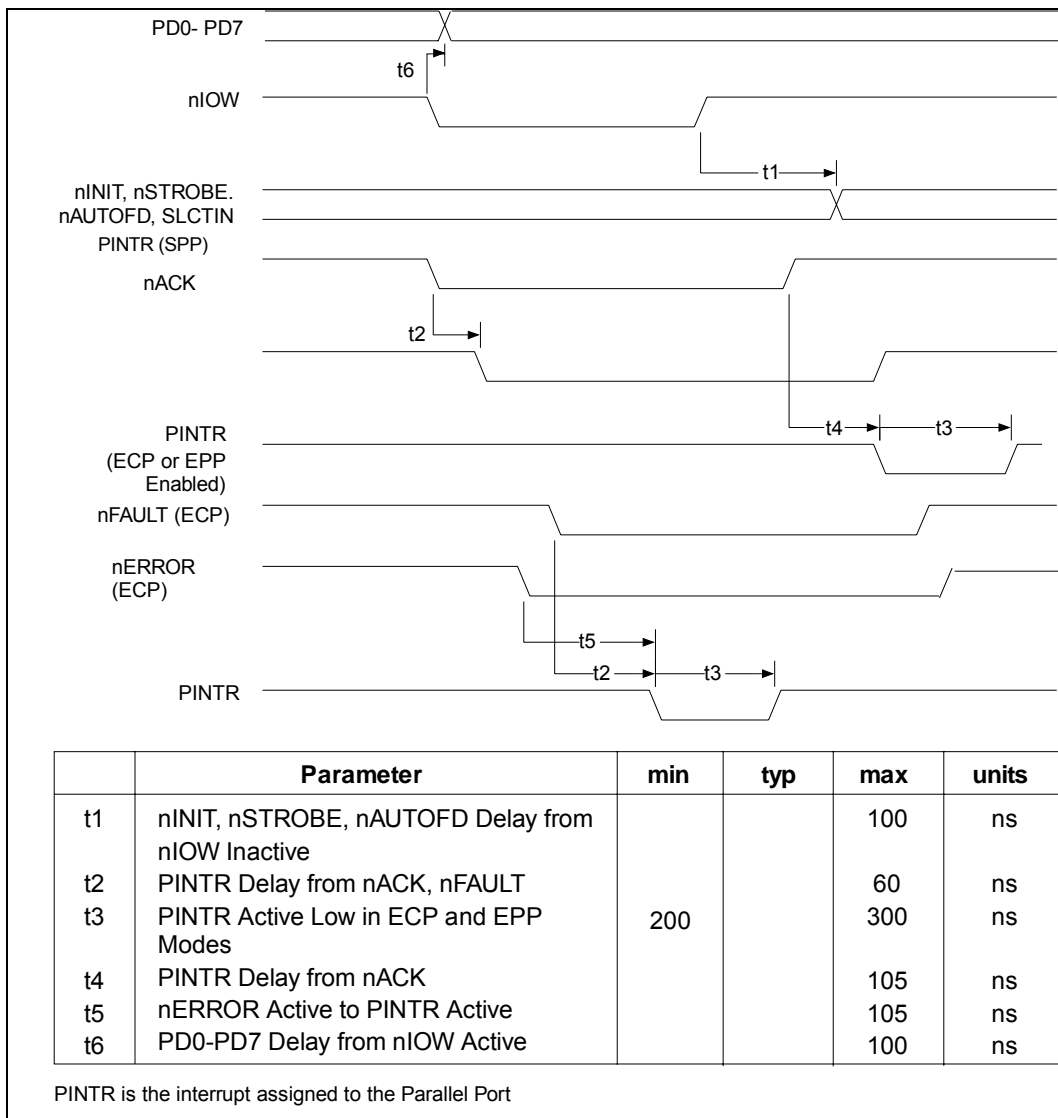 PD0- PD7
t6
nIOW
t1
nINIT, nSTROBE.
nAUTOFD, SLCTIN
PINTR (SPP)
nACK
t2
t4
t3
PINTR
(ECP or EPP
Enabled)
nFAULT (ECP)
nERROR
(ECP)
t5
t2
t3
PINTR
Parameter min typ max units
t1 nINIT, nSTROBE, nAUTOFD Delay from 100 ns
nIOW Inactive
t2 PINTR Delay from nACK, nFAULT 60 ns
t3 PINTR Active Low in ECP and EPP 200 300 ns
Modes
t4 PINTR Delay from nACK 105 ns
t5 nERROR Active to PINTR Active 105 ns
t6 PD0-PD7 Delay from nIOW Active 100 ns
PINTR is the interrupt assigned to the Parallel Port